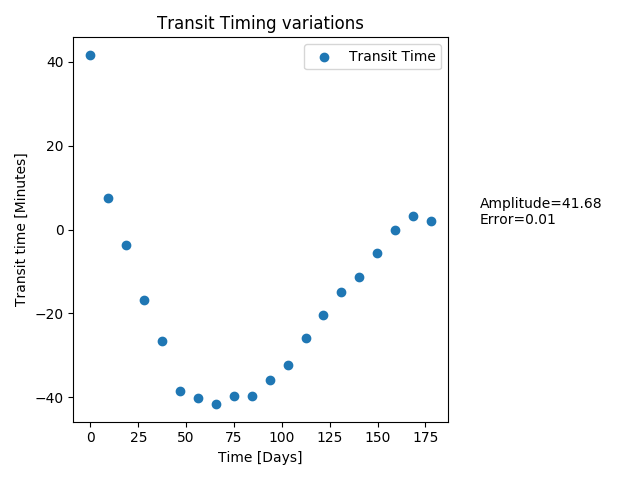 Transit Timing variations
Transit Time
Transit time [Minutes]
40
20
0
−20
−40
0 25 50 75 100 125 150 175
Time [Days]
Amplitude=41.68
Error=0.01